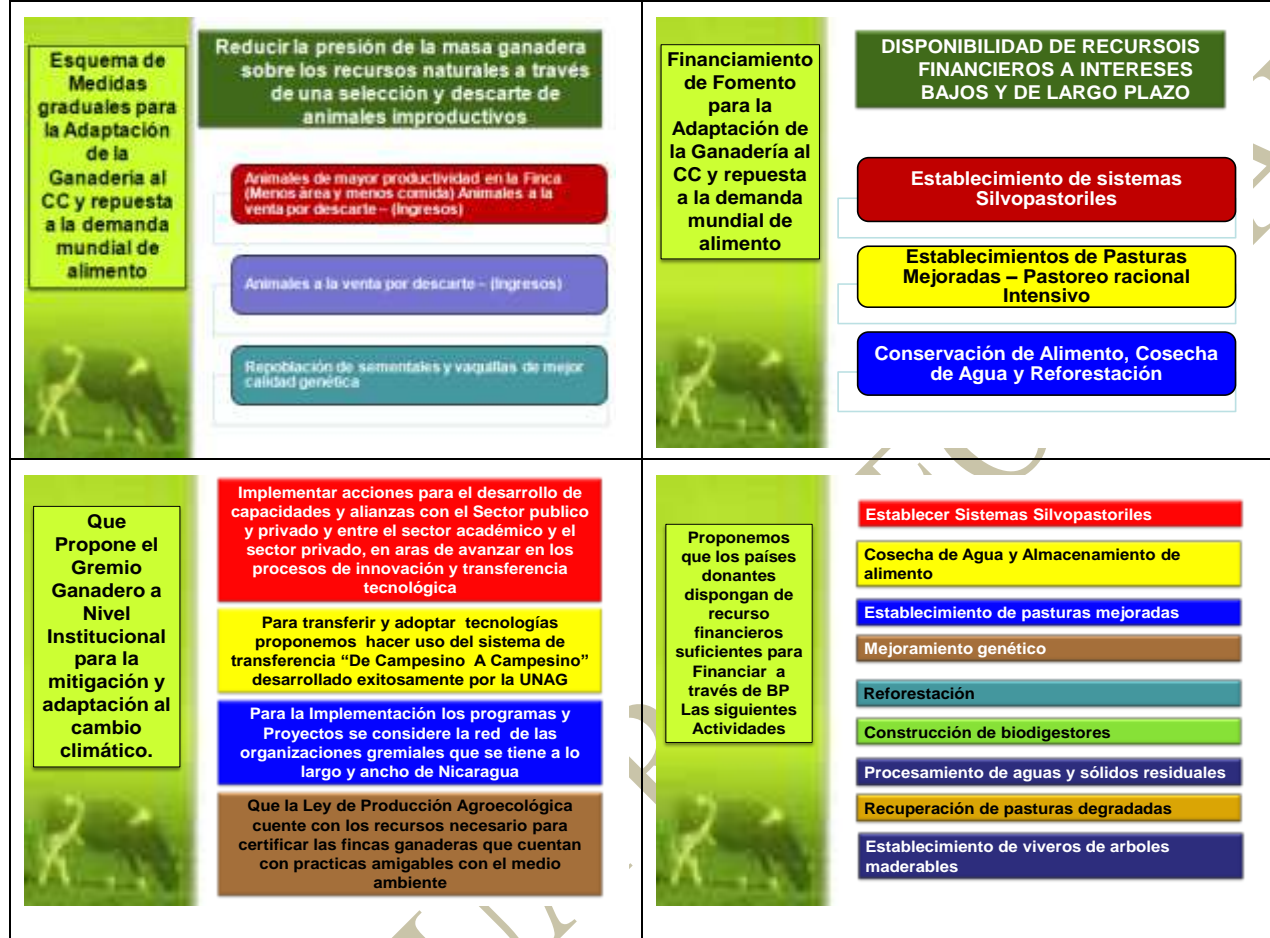 Esquema de
Medidas
graduales para
la Adaptación
de la
Ganaderia al
CC y repuesta
a la demanda
mundial de
alimento
Reducir la presión de la masa ganadera
sobre los recursos naturales a través
de una selección y descarte de
animales improductivos
Animales de mayor productividad en la Finca
(Menos área y menos comida) Animales a la
venta por descarte – (Ingresos)
Animales a la venta por descarte – (Ingresos)
Repoblación de sementales y vaquillas de mejor
calidad genética
Financiamiento
de Fomento
para la
Adaptación de
la Ganadería al
CC y repuesta
a la demanda
mundial de
alimento
DISPONIBILIDAD DE RECURSOIS
FINANCIEROS A INTERESES
BAJOS Y DE LARGO PLAZO
Establecimiento de sistemas
Silvopastoriles
Establecimientos de Pasturas
Mejoradas – Pastoreo racional
Intensivo
Conservación de Alimento, Cosecha
de Agua y Reforestación
Que
Propone el
Gremio
Ganadero a
Nivel
Institucional
para la
mitigación y
adaptación al
cambio
climático.
Implementar acciones para el desarrollo de
capacidades y alianzas con el Sector publico
y privado y entre el sector académico y el
sector privado, en aras de avanzar en los
procesos de innovación y transferencia
tecnológica
Para transferir y adoptar tecnologías
proponemos hacer uso del sistema de
transferencia “De Campesino A Campesino”
desarrollado exitosamente por la UNAG
Para la Implementación los programas y
Proyectos se considere la red de las
organizaciones gremiales que se tiene a lo
largo y ancho de Nicaragua
Que la Ley de Producción Agroecológica
cuente con los recursos necesario para
certificar las fincas ganaderas que cuentan
con practicas amigables con el medio
ambiente
Proponemos
que los países
donantes
dispongan de
recurso
financieros
suficientes para
Financiar a
través de BP
Las siguientes
Actividades
Establecer Sistemas Silvopastoriles
Cosecha de Agua y Almacenamiento de
alimento
Establecimiento de pasturas mejoradas
Mejoramiento genético
Reforestación
Construcción de biodigestores
Procesamiento de aguas y sólidos residuales
Recuperación de pasturas degradadas
Establecimiento de viveros de arboles
maderables